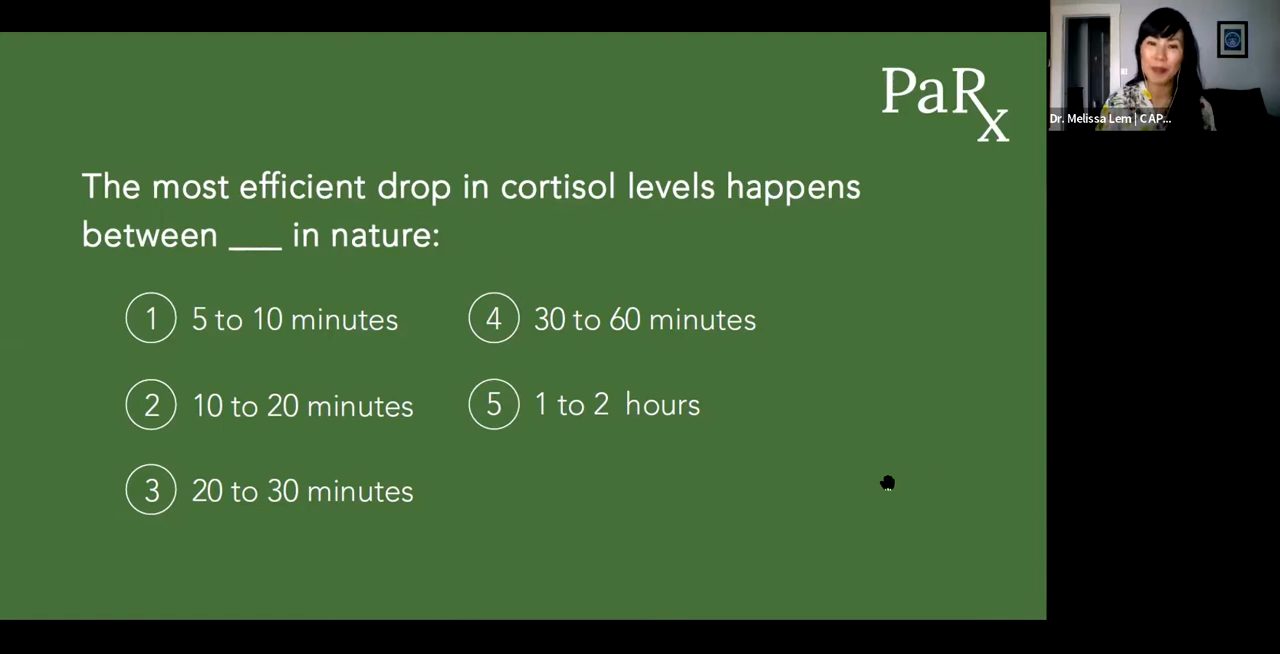 PaRx
The most efficient drop in cortisol levels happens
between ___ in nature:
1 5 to 10 minutes
2 10 to 20 minutes
3 20 to 30 minutes
4 30 to 60 minutes
5 1 to 2 hours
Dr. Melissa Lem | CAP...